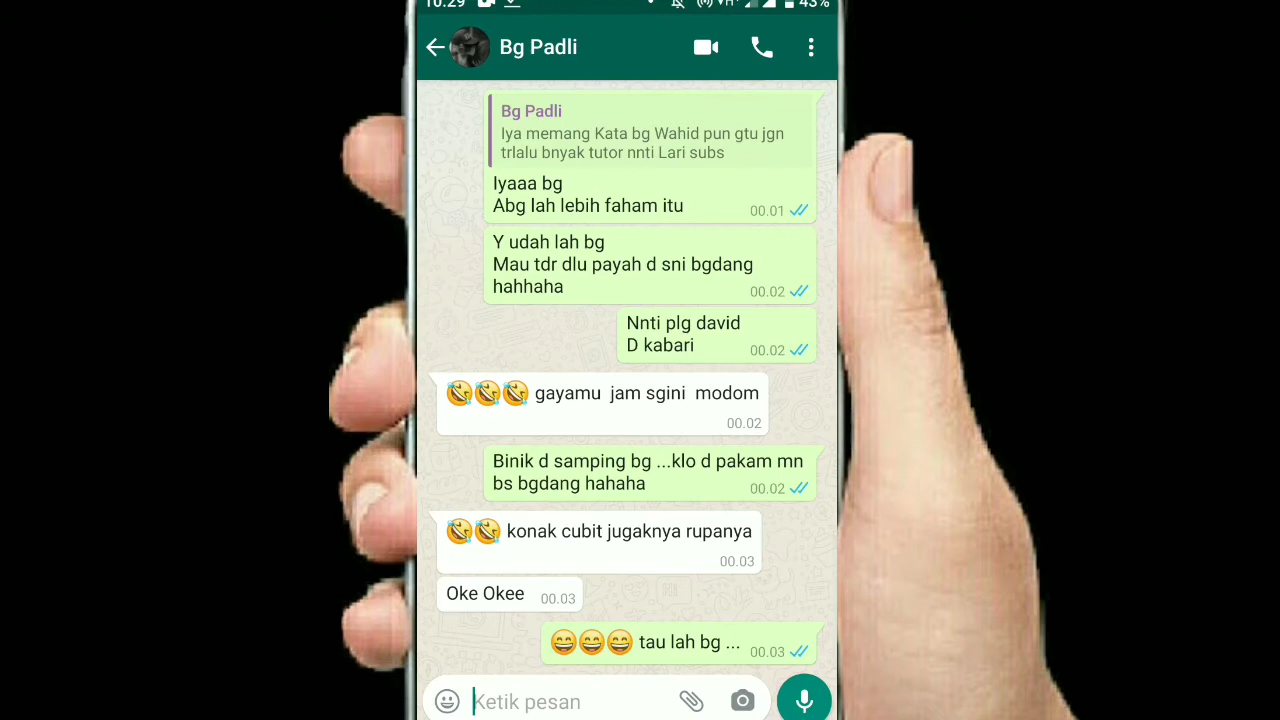 10.29
43%
Bg Padli
Bg Padli
Iya memang Kata bg Wahid pun gtu jgn
trlalu bnyak tutor nnti Lari subs
Iyaaa bg
Abg lah lebih faham itu
00.01
Y udah lah bg
Mau tdr dlu payah d sni bgdang
hahhaha
00.02
Nnti plg david
D kabari
00.02
🤣🤣🤣 gayamu jam sgini modom
00.02
Binik d samping bg ...klo d pakam mn
bs bgdang hahaha
00.02
🤣🤣 konak cubit jugaknya rupanya
00.03
Oke Okee
00.03
😄😄😄 tau lah bg ...
00.03
Ketik pesan